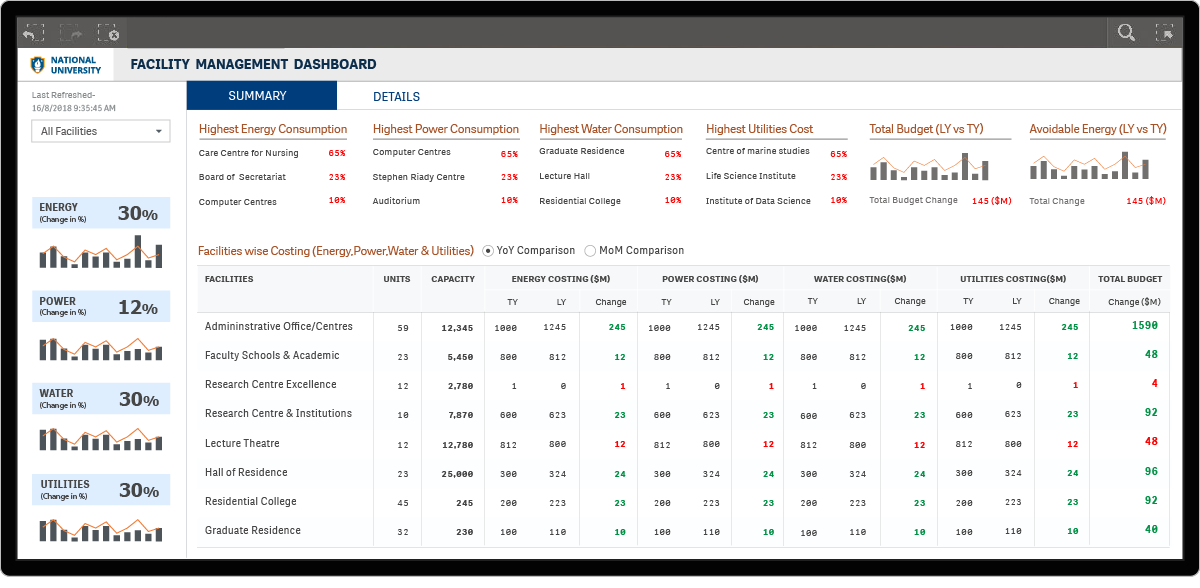 NATIONAL
UNIVERSITY
FACILITY MANAGEMENT DASHBOARD
Last Refreshed-
16/8/2018 9:35:45 AM
All Facilities
SUMMARY DETAILS
Highest Energy Consumption
Care Centre for Nursing 65%
Board of Secretariat 23%
Computer Centres 10%
Highest Power Consumption
Computer Centres 65%
Stephen Riady Centre 23%
Auditorium 10%
Highest Water Consumption
Graduate Residence 65%
Lecture Hall 23%
Residential College 10%
Highest Utilities Cost
Centre of marine studies 65%
Life Science Institute 23%
Institute of Data Science 10%
Total Budget (LY vs TY)
Total Budget Change 145 ($M)
Avoidable Energy (LY vs TY)
Total Change 145 ($M)
ENERGY
(Change in %)
30%
POWER
(Change in %)
12%
WATER
(Change in %)
30%
UTILITIES
(Change in %)
30%
Facilities wise Costing (Energy,Power,Water & Utilities) YoY Comparison MoM Comparison
FACILITIES UNITS CAPACITY ENERGY COSTING ($M) POWER COSTING ($M) WATER COSTING($M) UTILITIES COSTING($M) TOTAL BUDGET
TY LY Change TY LY Change TY LY Change TY LY Change Change ($M)
Admininstrative Office/Centres 59 12,345 1000 1245 245 1000 1245 245 1000 1245 245 1000 1245 245 1590
Faculty Schools & Academic 23 5,450 800 812 12 800 812 12 800 812 12 800 812 12 48
Research Centre Excellence 12 2,780 1 0 1 1 0 1 1 0 1 1 0 1 4
Research Centre & Institutions 10 7,870 600 623 23 600 623 23 600 623 23 600 623 23 92
Lecture Theatre 12 12,780 812 800 12 812 800 12 812 800 12 812 800 12 48
Hall of Residence 23 25,000 300 324 24 300 324 24 300 324 24 300 324 24 96
Residential College 45 245 200 223 23 200 223 23 200 223 23 200 223 23 92
Graduate Residence 32 230 100 110 10 100 110 10 100 110 10 100 110 10 40